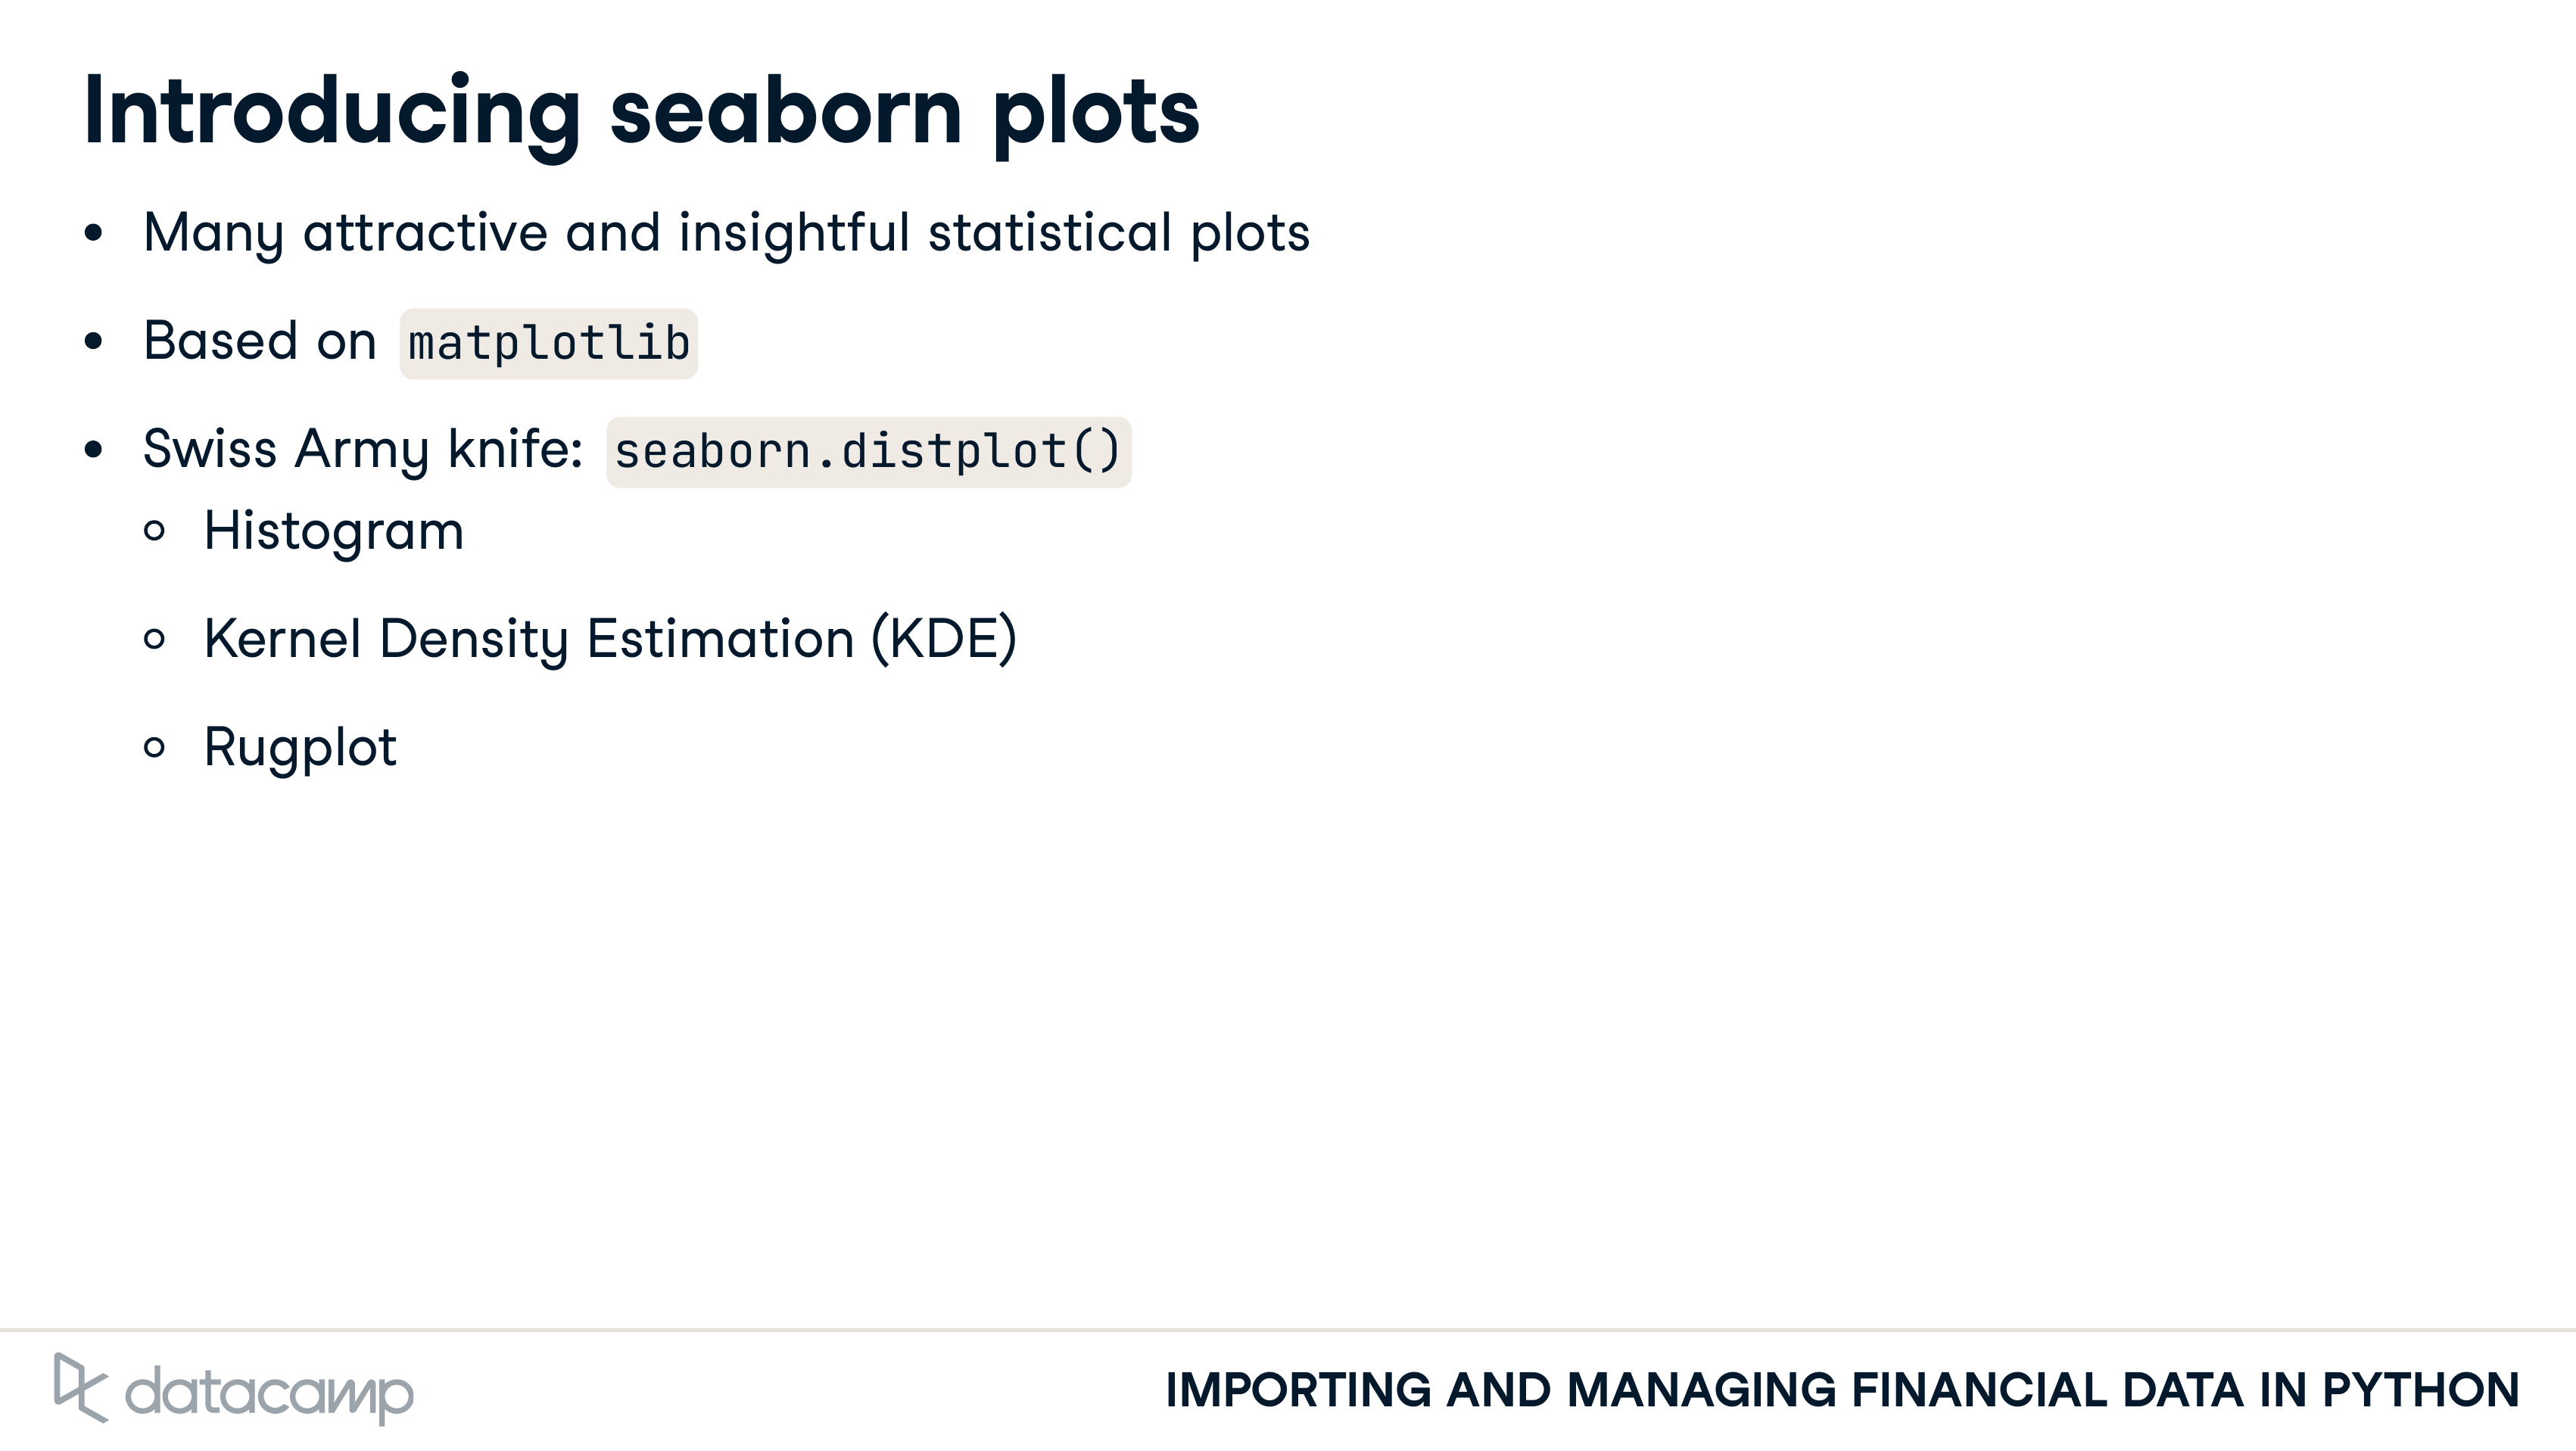 Introducing seaborn plots
• Many attractive and insightful statistical plots
• Based on matplotlib
• Swiss Army knife: seaborn.distplot()
○ Histogram
○ Kernel Density Estimation (KDE)
○ Rugplot
datacamp
IMPORTING AND MANAGING FINANCIAL DATA IN PYTHON